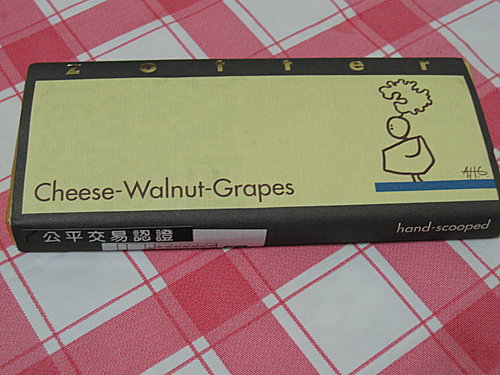 zotter
Cheese-Walnut-Grapes
公平交易認證
hand-scooped